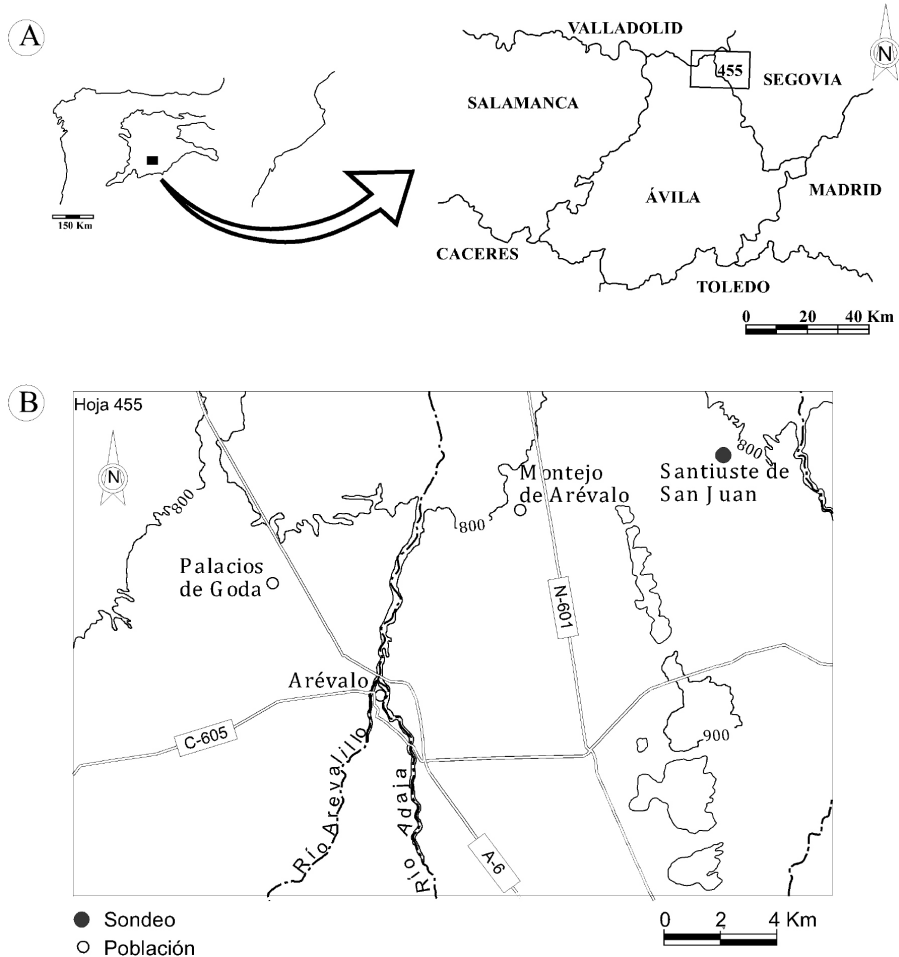 A
VALLADOLID
N
455
SEGOVIA
SALAMANCA
ÁVILA
MADRID
150 Km
CACERES
TOLEDO
0 20 40 Km
B
Hoja 455
N
800
Montejo
de Arévalo
800
Santiuste de
San Juan
800
Palacios
de Goda
N-601
Arévalo
C-605
900
Río Arevalillo
Río Adaja
A-6
Sondeo
Población
0 2 4 Km